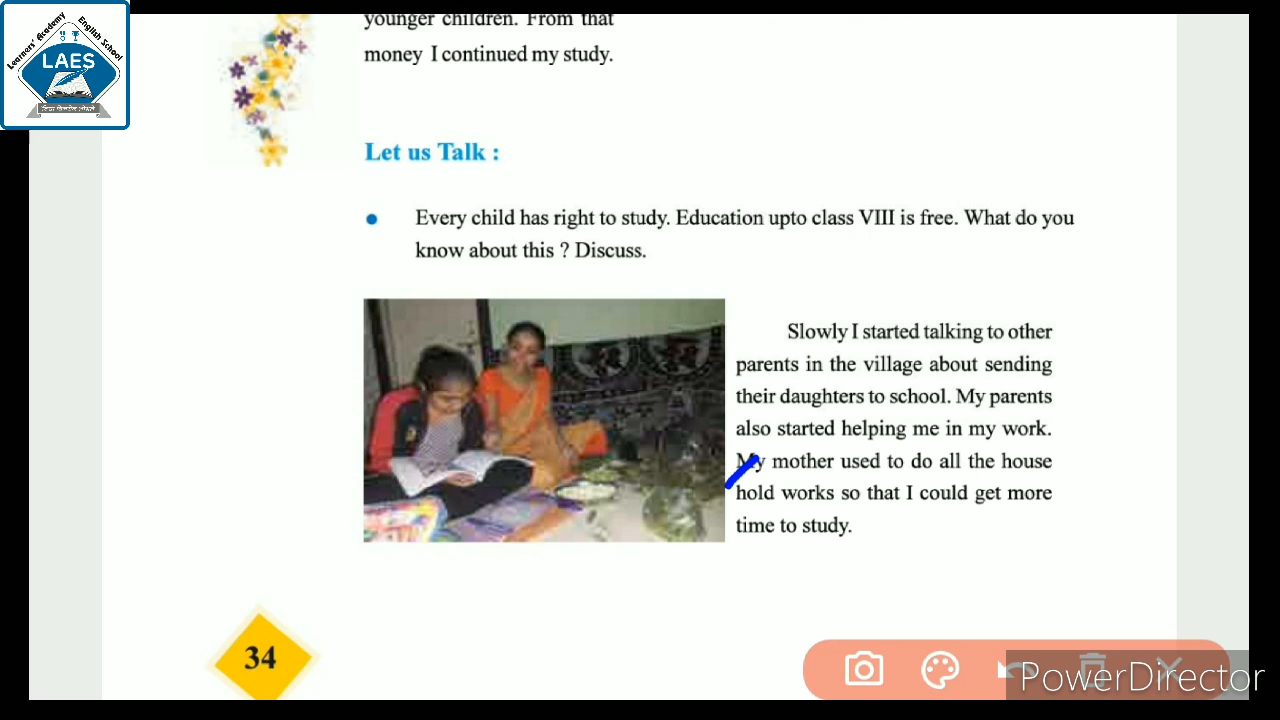 younger children. From that
money I continued my study.
Learners' Academy English School
LAES
Let us Talk :
Every child has right to study. Education upto class VIII is free. What do you
know about this ? Discuss.
Slowly I started talking to other
parents in the village about sending
their daughters to school. My parents
also started helping me in my work.
My mother used to do all the house
hold works so that I could get more
time to study.
34
PowerDirector